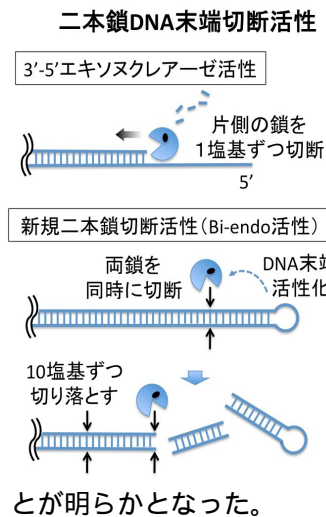 二本鎖DNA末端切断活性
3′-5′エキソヌクレアーゼ活性
片側の鎖を
1塩基ずつ切断
5′
新規二本鎖切断活性（Bi-endo活性）
両鎖を
同時に切断
DNA末端
活性化
10塩基ずつ
切り落とす
とが明らかとなった。